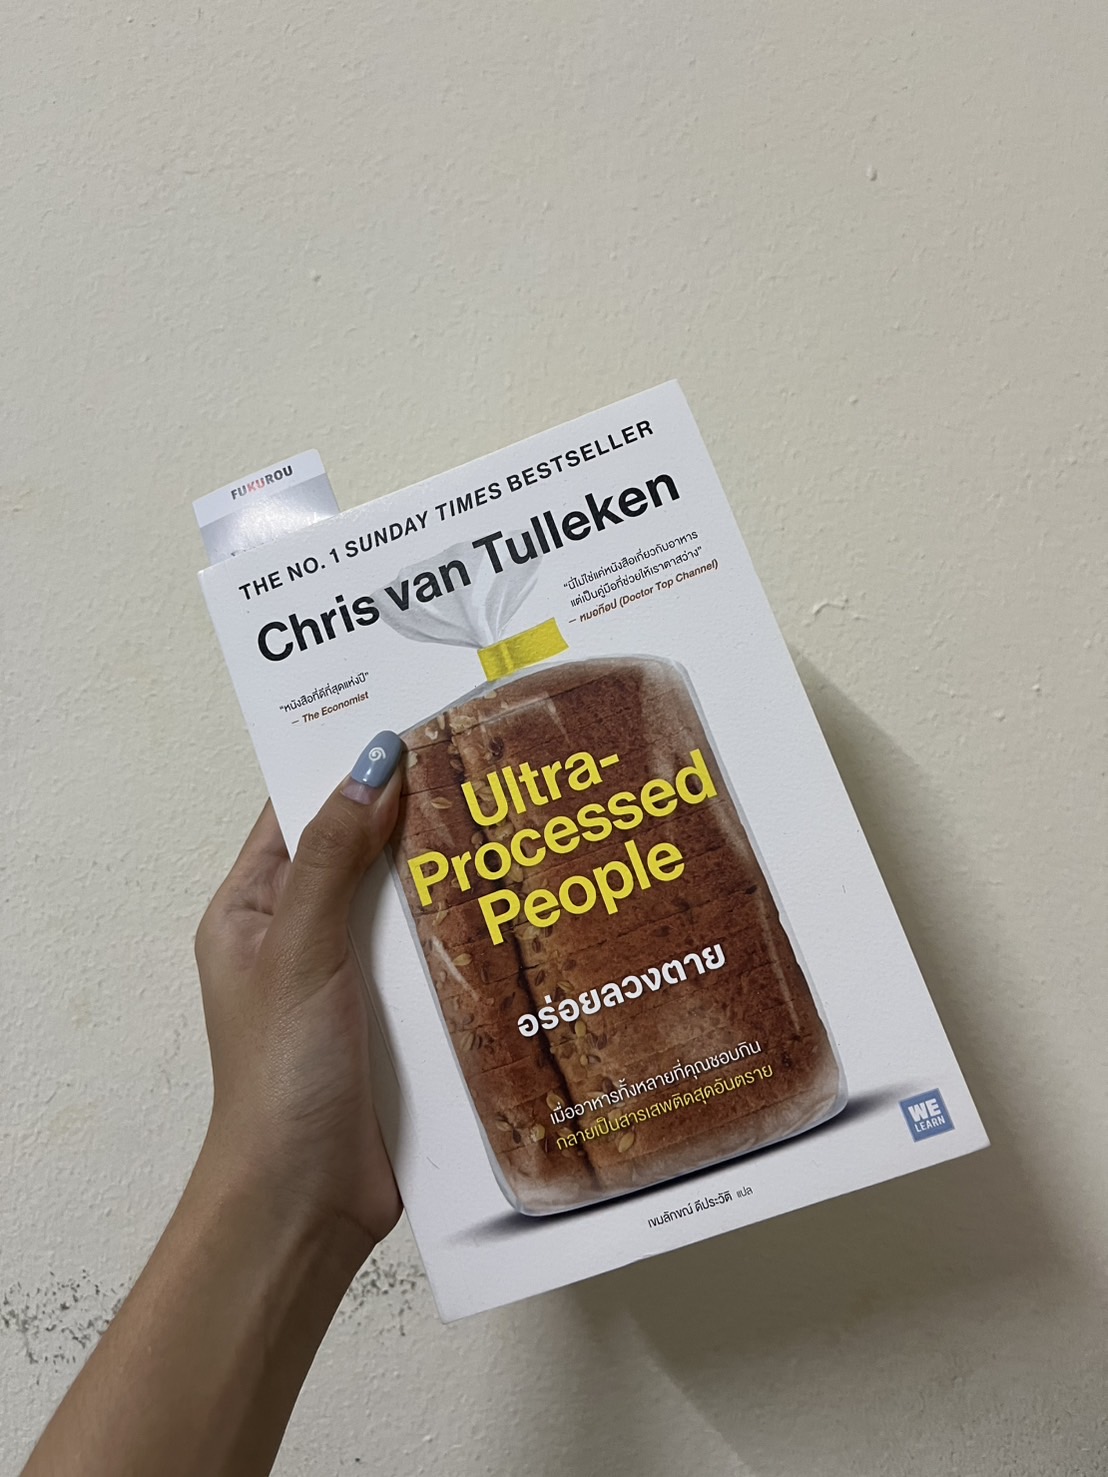 FUKUROU
THE NO. 1 SUNDAY TIMES BESTSELLER
Chris van Tulleken
"นี่ไม่ใช่แค่หนังสือเกี่ยวกับอาหาร
แต่เป็นคู่มือที่ช่วยให้เราตาสว่าง"
— หมอท๊อป (Doctor Top Channel)
"หนังสือที่ดีที่สุดแห่งปี"
— The Economist
Ultra-
Processed
People
อร่อยลวงตาย
เมื่ออาหารทั้งหลายที่คุณชอบกิน
กลายเป็นสารเสพติดสุดอันตราย
WE
LEARN
เขมลักขณ์ ดีประวัติ แปล